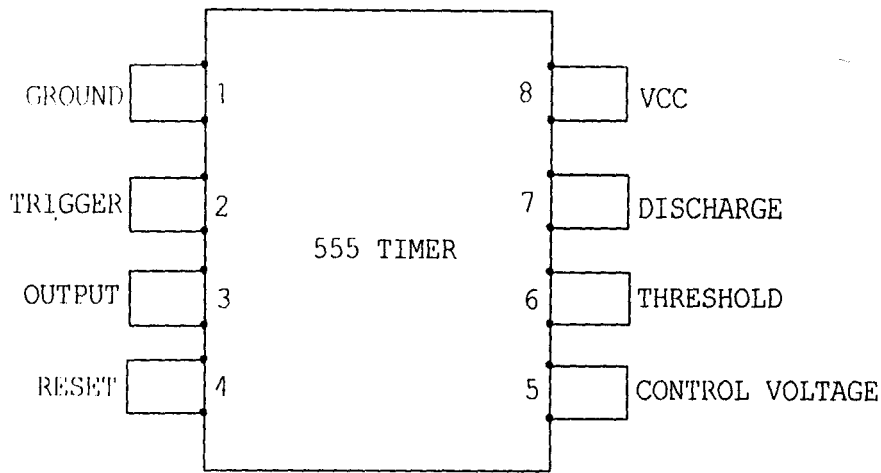 GROUND 1 8 VCC
TRIGGER 2 7 DISCHARGE
555 TIMER
OUTPUT 3 6 THRESHOLD
RESET 4 5 CONTROL VOLTAGE